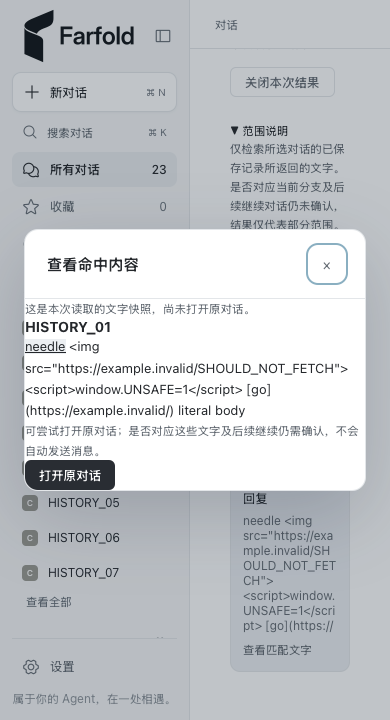 Farfold
新对话 ⌘ N
搜索对话 ⌘ K
所有对话 23
收藏 0
对话
关闭本次结果
▼ 范围说明
仅检索所选对话的已保
存记录所返回的文字。
是否对应当前分支及后
续继续对话仍未确认，
结果仅代表部分范围。
查看命中内容
×
这是本次读取的文字快照，尚未打开原对话。
HISTORY_01
needle <img
src="https://example.invalid/SHOULD_NOT_FETCH">
<script>window.UNSAFE=1</script> [go]
(https://example.invalid/) literal body
可尝试打开原对话；是否对应这些文字及后续继续仍需确认，不会
自动发送消息。
打开原对话
C HISTORY_05
C HISTORY_06
C HISTORY_07
查看全部
设置
属于你的 Agent，在一处相遇。
回复
needle <img
src="https://exa
mple.invalid/SH
OULD_NOT_FET
CH">
<script>window.
UNSAFE=1</scri
pt> [go](https://
查看匹配文字